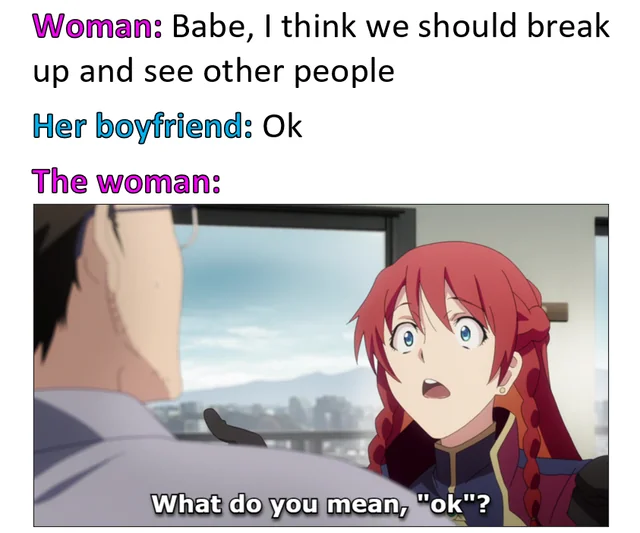 Woman: Babe, I think we should break
up and see other people
Her boyfriend: Ok
The woman:
What do you mean, "ok"?